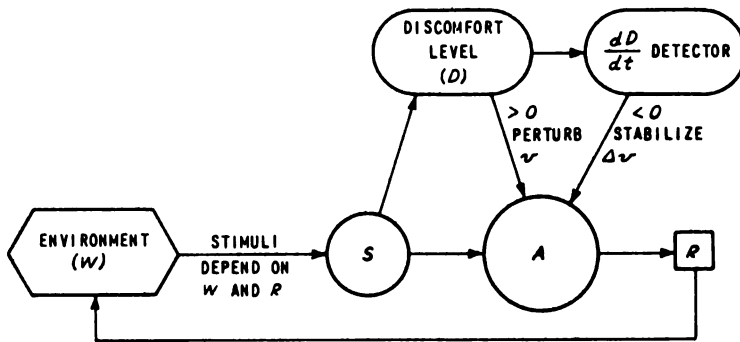 DISCOMFORT
LEVEL
(D)
dD
dt
DETECTOR
>0
PERTURB
v
<0
STABILIZE
Δv
ENVIRONMENT
(W)
STIMULI
DEPEND ON
W AND R
S
A
R